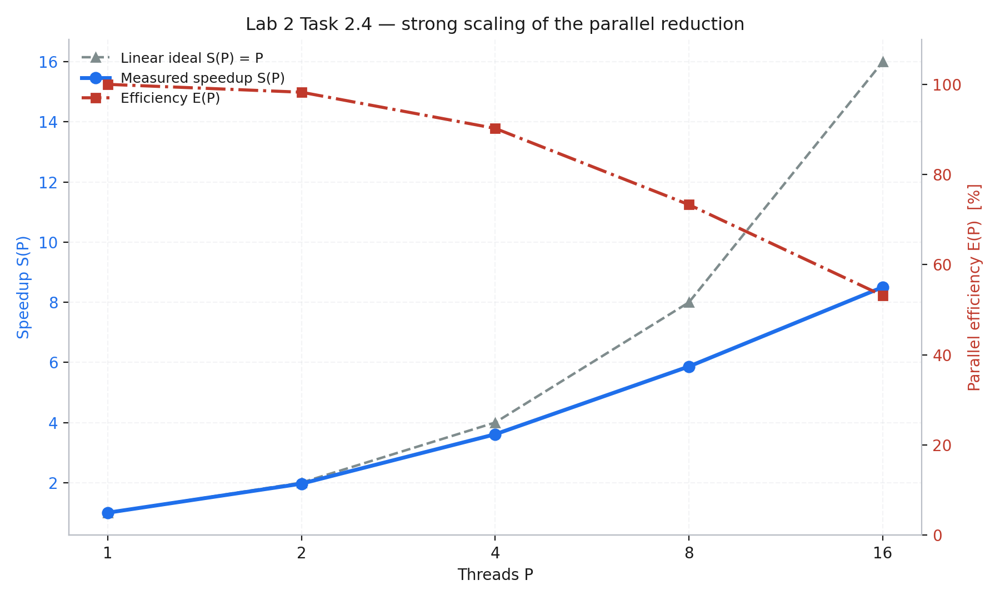 Lab 2 Task 2.4 — strong scaling of the parallel reduction
Linear ideal S(P) = P
Measured speedup S(P)
Efficiency E(P)
Speedup S(P)
16
14
12
10
8
6
4
2
100
80
60
40
20
0
Parallel efficiency E(P) [%]
1 2 4 8 16
Threads P